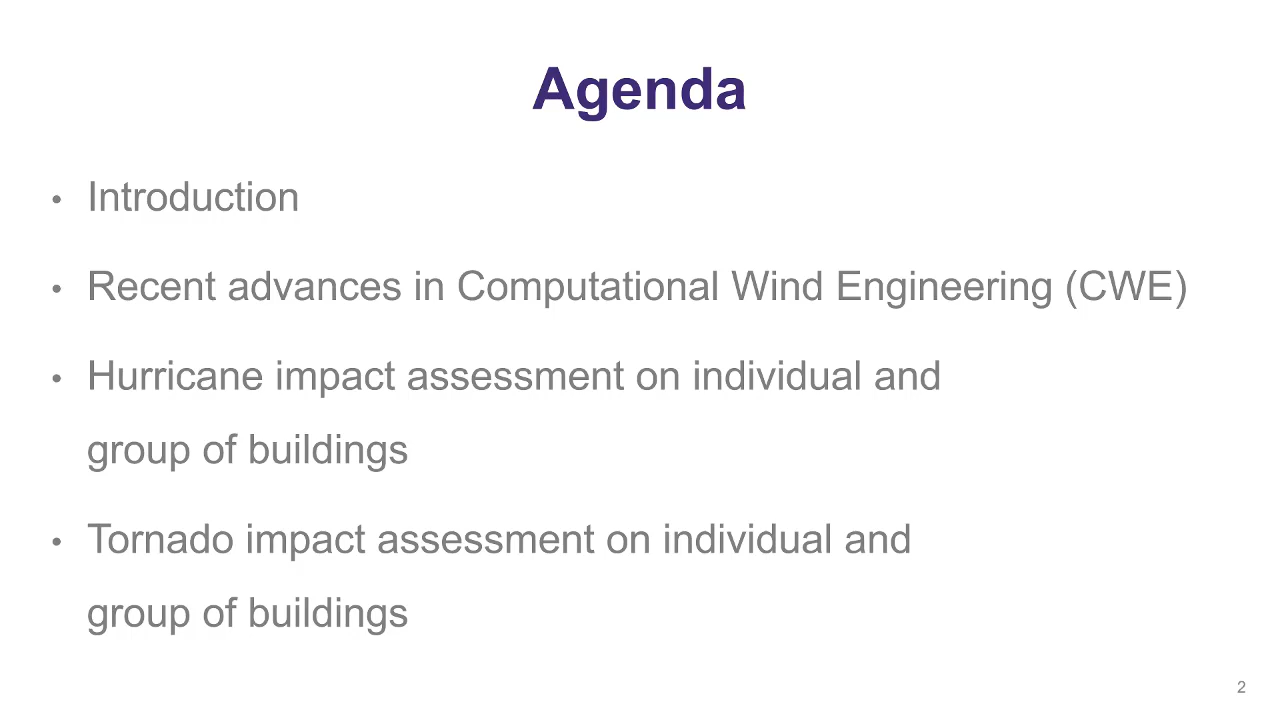 Agenda
• Introduction
• Recent advances in Computational Wind Engineering (CWE)
• Hurricane impact assessment on individual and
group of buildings
• Tornado impact assessment on individual and
group of buildings
2